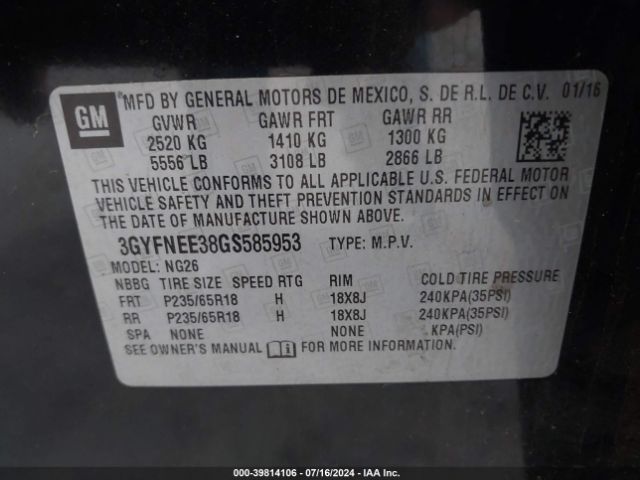 GM
MFD BY GENERAL MOTORS DE MEXICO, S. DE R.L. DE C.V. 01/16
GVWR GAWR FRT GAWR RR
2520 KG 1410 KG 1300 KG
5556 LB 3108 LB 2866 LB
THIS VEHICLE CONFORMS TO ALL APPLICABLE U.S. FEDERAL MOTOR
VEHICLE SAFETY AND THEFT PREVENTION STANDARDS IN EFFECT ON
THE DATE OF MANUFACTURE SHOWN ABOVE.
3GYFNEE38GS585953 TYPE: M.P.V.
MODEL: NG26
NBBG TIRE SIZE SPEED RTG RIM COLD TIRE PRESSURE
FRT P235/65R18 H 18X8J 240KPA(35PSI)
RR P235/65R18 H 18X8J 240KPA(35PSI)
SPA NONE NONE KPA(PSI)
SEE OWNER'S MANUAL FOR MORE INFORMATION.
000-39814106 - 07/16/2024 - IAA Inc.